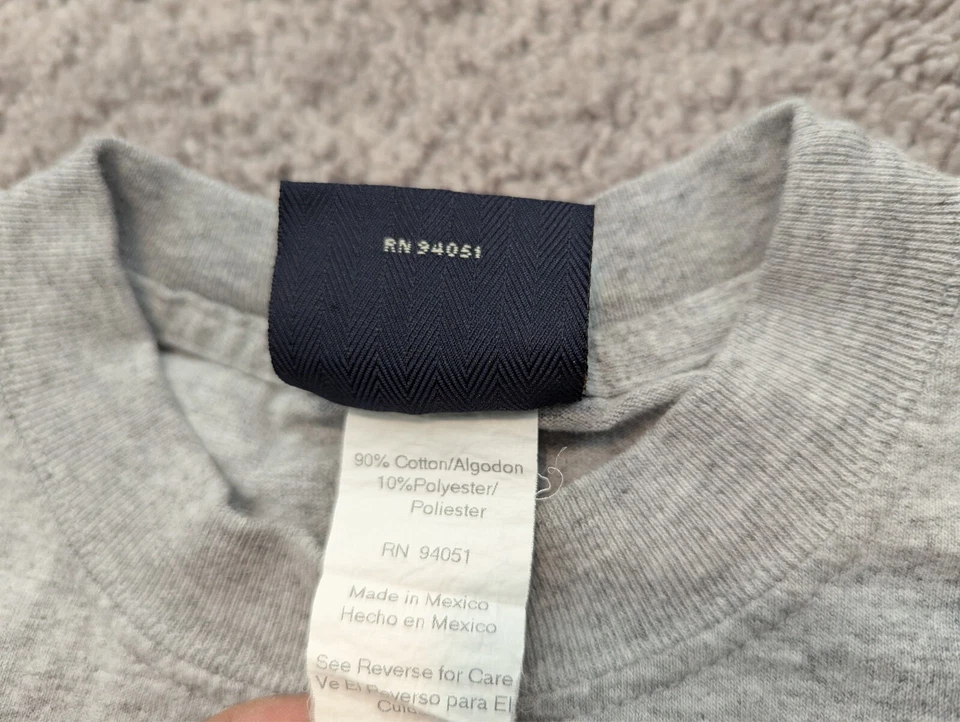 RN 94051
90% Cotton/Algodon
10%Polyester/
Poliester
RN 94051
Made in Mexico
Hecho en Mexico
See Reverse for Care
Ve El Reverso para El